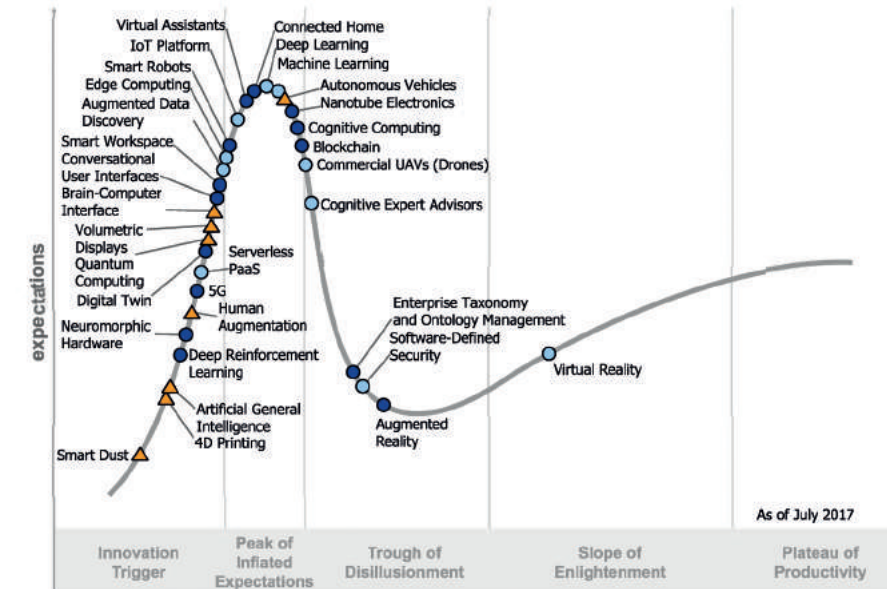 Virtual Assistants
IoT Platform
Smart Robots
Edge Computing
Augmented Data
Discovery
Smart Workspace
Conversational
User Interfaces
Brain-Computer
Interface
Volumetric
Displays
Quantum
Computing
Digital Twin
Serverless
PaaS
5G
Human
Augmentation
Neuromorphic
Hardware
Deep Reinforcement
Learning
Artificial General
Intelligence
4D Printing
Smart Dust
Connected Home
Deep Learning
Machine Learning
Autonomous Vehicles
Nanotube Electronics
Cognitive Computing
Blockchain
Commercial UAVs (Drones)
Cognitive Expert Advisors
Enterprise Taxonomy
and Ontology Management
Software-Defined
Security
Augmented
Reality
Virtual Reality
expectations
As of July 2017
Innovation
Trigger
Peak of
Inflated
Expectations
Trough of
Disillusionment
Slope of
Enlightenment
Plateau of
Productivity